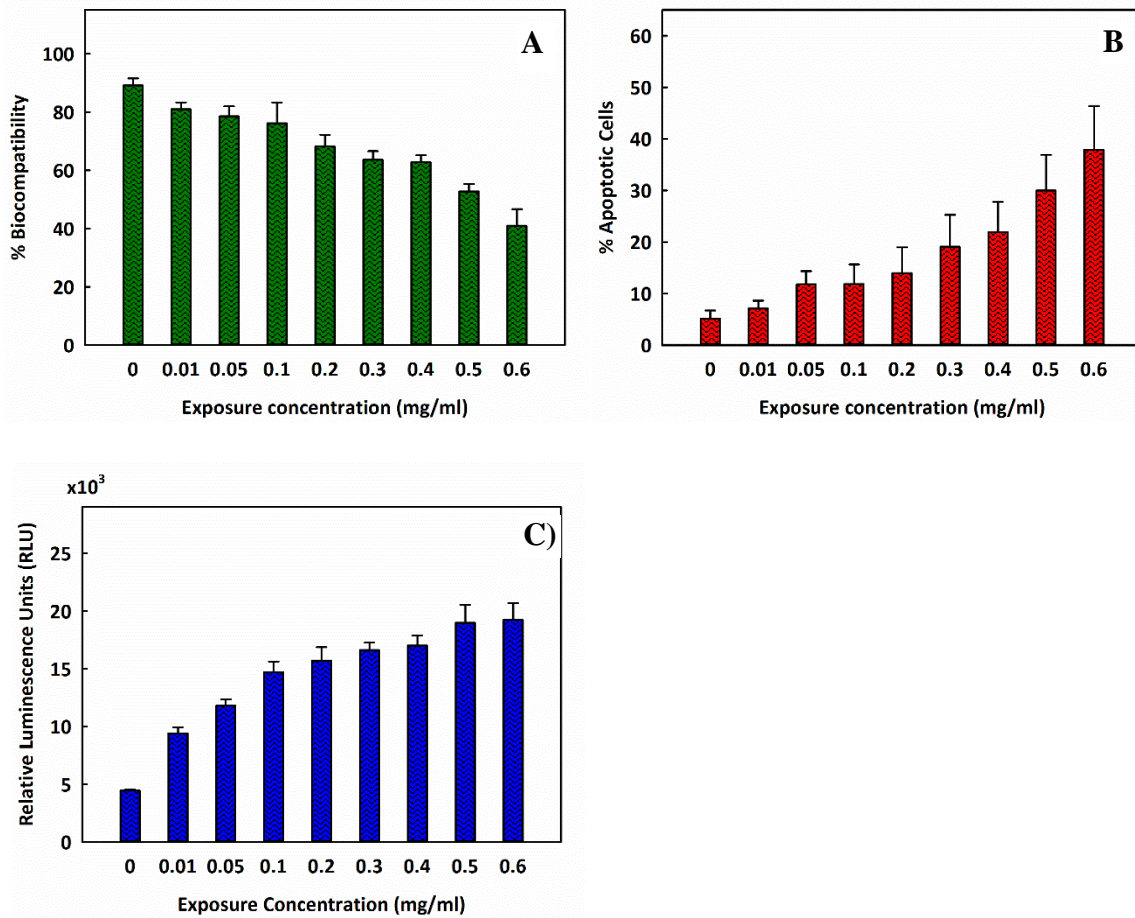 A
100
80
60
40
20
0
% Biocompatibility
0 0.01 0.05 0.1 0.2 0.3 0.4 0.5 0.6
Exposure concentration (mg/ml)
B
60
50
40
30
20
10
0
% Apoptotic Cells
0 0.01 0.05 0.1 0.2 0.3 0.4 0.5 0.6
Exposure concentration (mg/ml)
x10³
C)
25
20
15
10
5
0
Relative Luminescence Units (RLU)
0 0.01 0.05 0.1 0.2 0.3 0.4 0.5 0.6
Exposure Concentration (mg/ml)